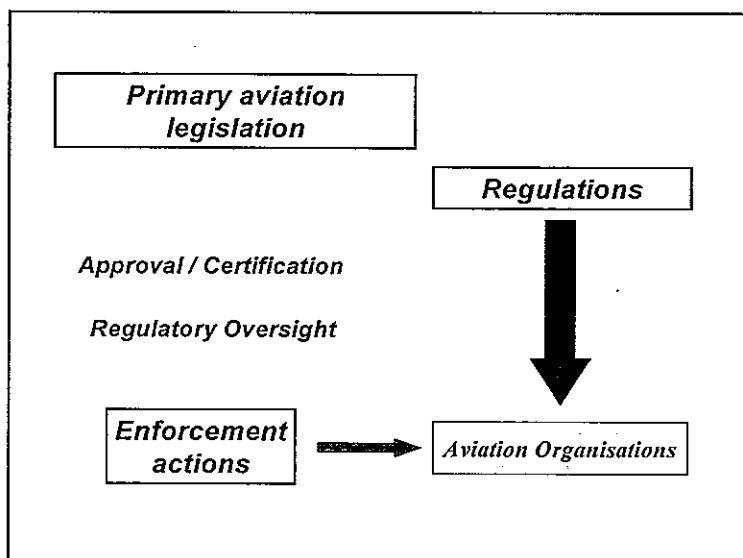 Primary aviation
legislation
Regulations
Approval / Certification
Regulatory Oversight
Enforcement
actions
Aviation Organisations